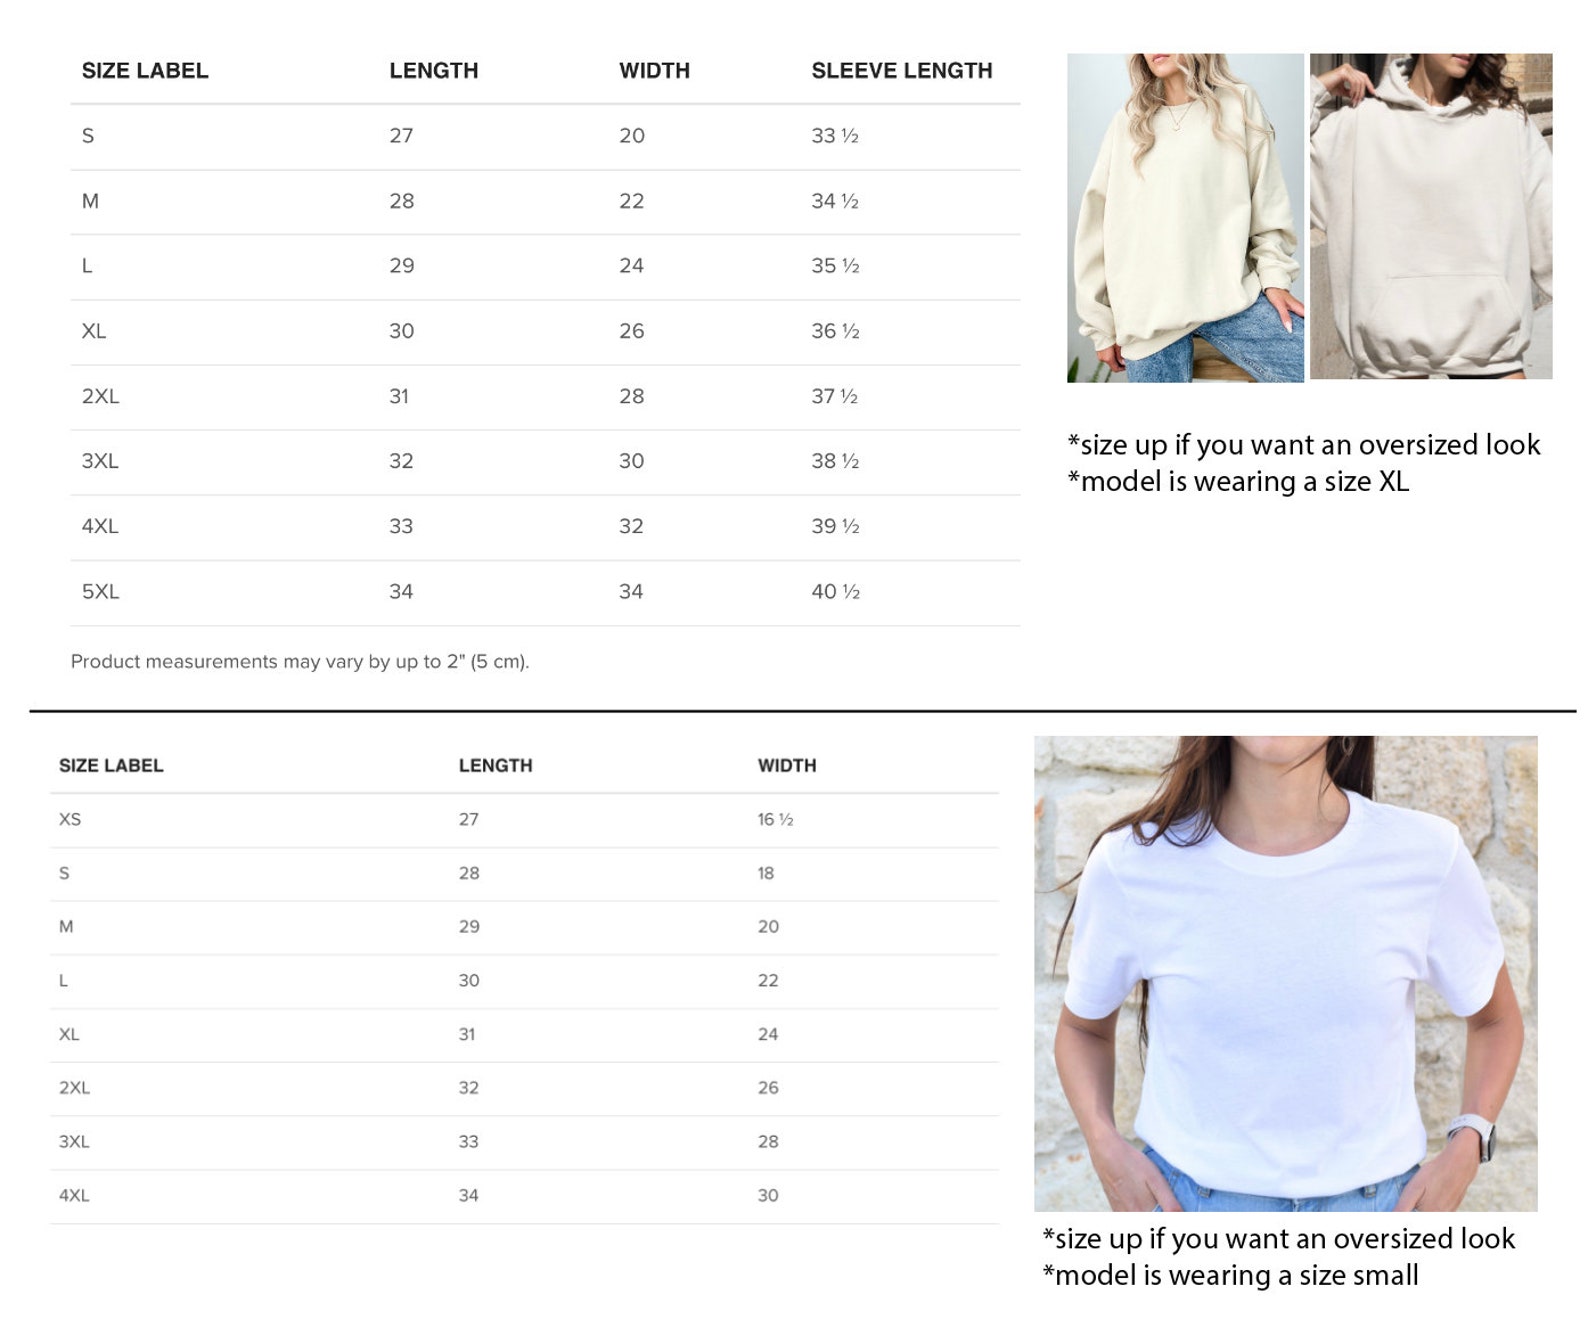 SIZE LABEL LENGTH WIDTH SLEEVE LENGTH
S 27 20 33 ½
M 28 22 34 ½
L 29 24 35 ½
XL 30 26 36 ½
2XL 31 28 37 ½
3XL 32 30 38 ½
4XL 33 32 39 ½
5XL 34 34 40 ½
Product measurements may vary by up to 2" (5 cm).
*size up if you want an oversized look
*model is wearing a size XL
SIZE LABEL LENGTH WIDTH
XS 27 16 ½
S 28 18
M 29 20
L 30 22
XL 31 24
2XL 32 26
3XL 33 28
4XL 34 30
*size up if you want an oversized look
*model is wearing a size small